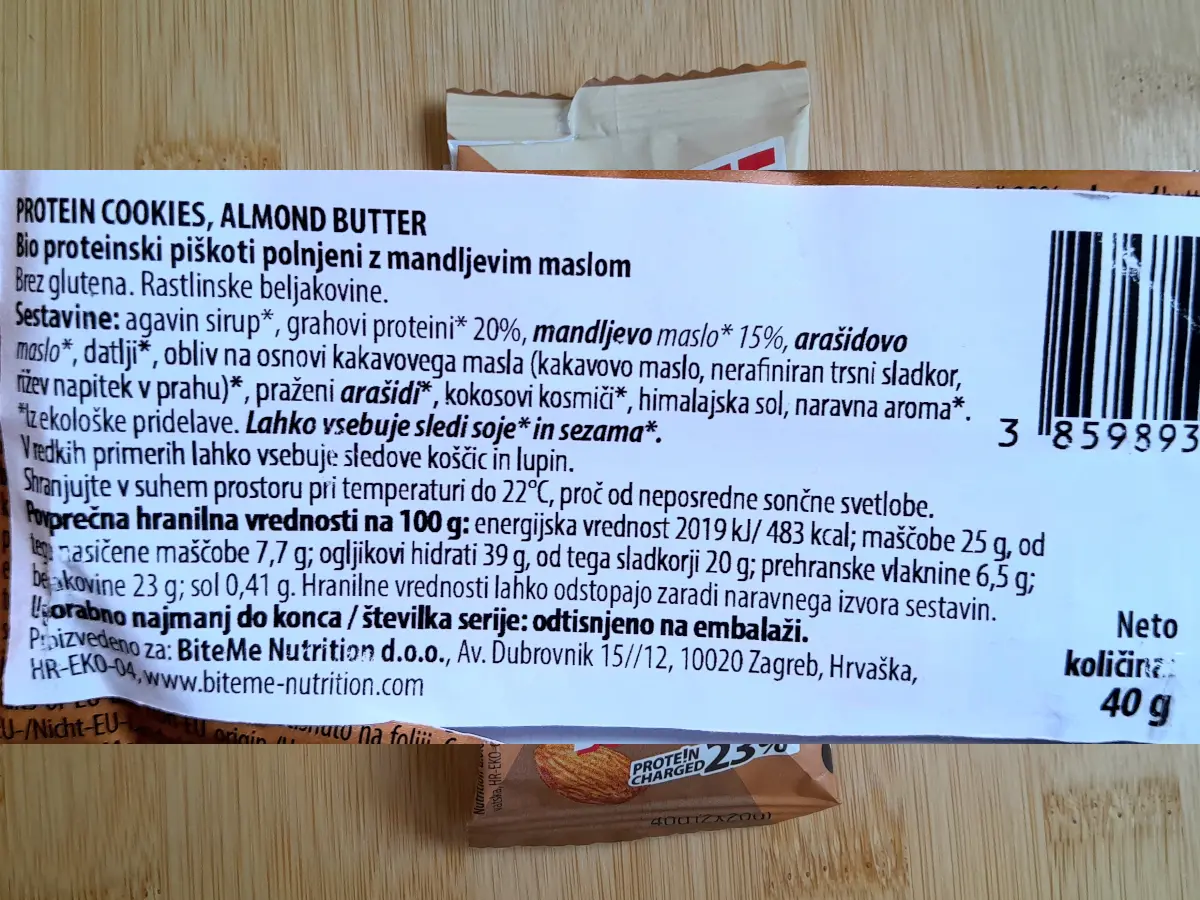 PROTEIN COOKIES, ALMOND BUTTER
Bio proteinski piškoti polnjeni z mandljevim maslom
Brez glutena. Rastlinske beljakovine.
Sestavine: agavin sirup*, grahovi proteini* 20%, mandljevo maslo* 15%, arašidovo
maslo*, datlji*, obliv na osnovi kakavovega masla (kakavovo maslo, nerafiniran trsni sladkor,
rižev napitek v prahu)*, praženi arašidi*, kokosovi kosmiči*, himalajska sol, naravna aroma*.
*Iz ekološke pridelave. Lahko vsebuje sledi soje* in sezama*.
V redkih primerih lahko vsebuje sledove koščic in lupin.
Shranjujte v suhem prostoru pri temperaturi do 22°C, proč od neposredne sončne svetlobe.
Povprečna hranilna vrednosti na 100 g: energijska vrednost 2019 kJ/ 483 kcal; maščobe 25 g, od
tega nasičene maščobe 7,7 g; ogljikovi hidrati 39 g, od tega sladkorji 20 g; prehranske vlaknine 6,5 g;
beljakovine 23 g; sol 0,41 g. Hranilne vrednosti lahko odstopajo zaradi naravnega izvora sestavin.
Uporabno najmanj do konca / številka serije: odtisnjeno na embalaži.
Proizvedeno za: BiteMe Nutrition d.o.o., Av. Dubrovnik 15//12, 10020 Zagreb, Hrvaška,
HR-EKO-04, www.biteme-nutrition.com
3 859893
Neto
količina:
40 g
U-/Nicht-EU-
origin
na foliji.
PROTEIN
CHARGED 23%
40G (2X20G)